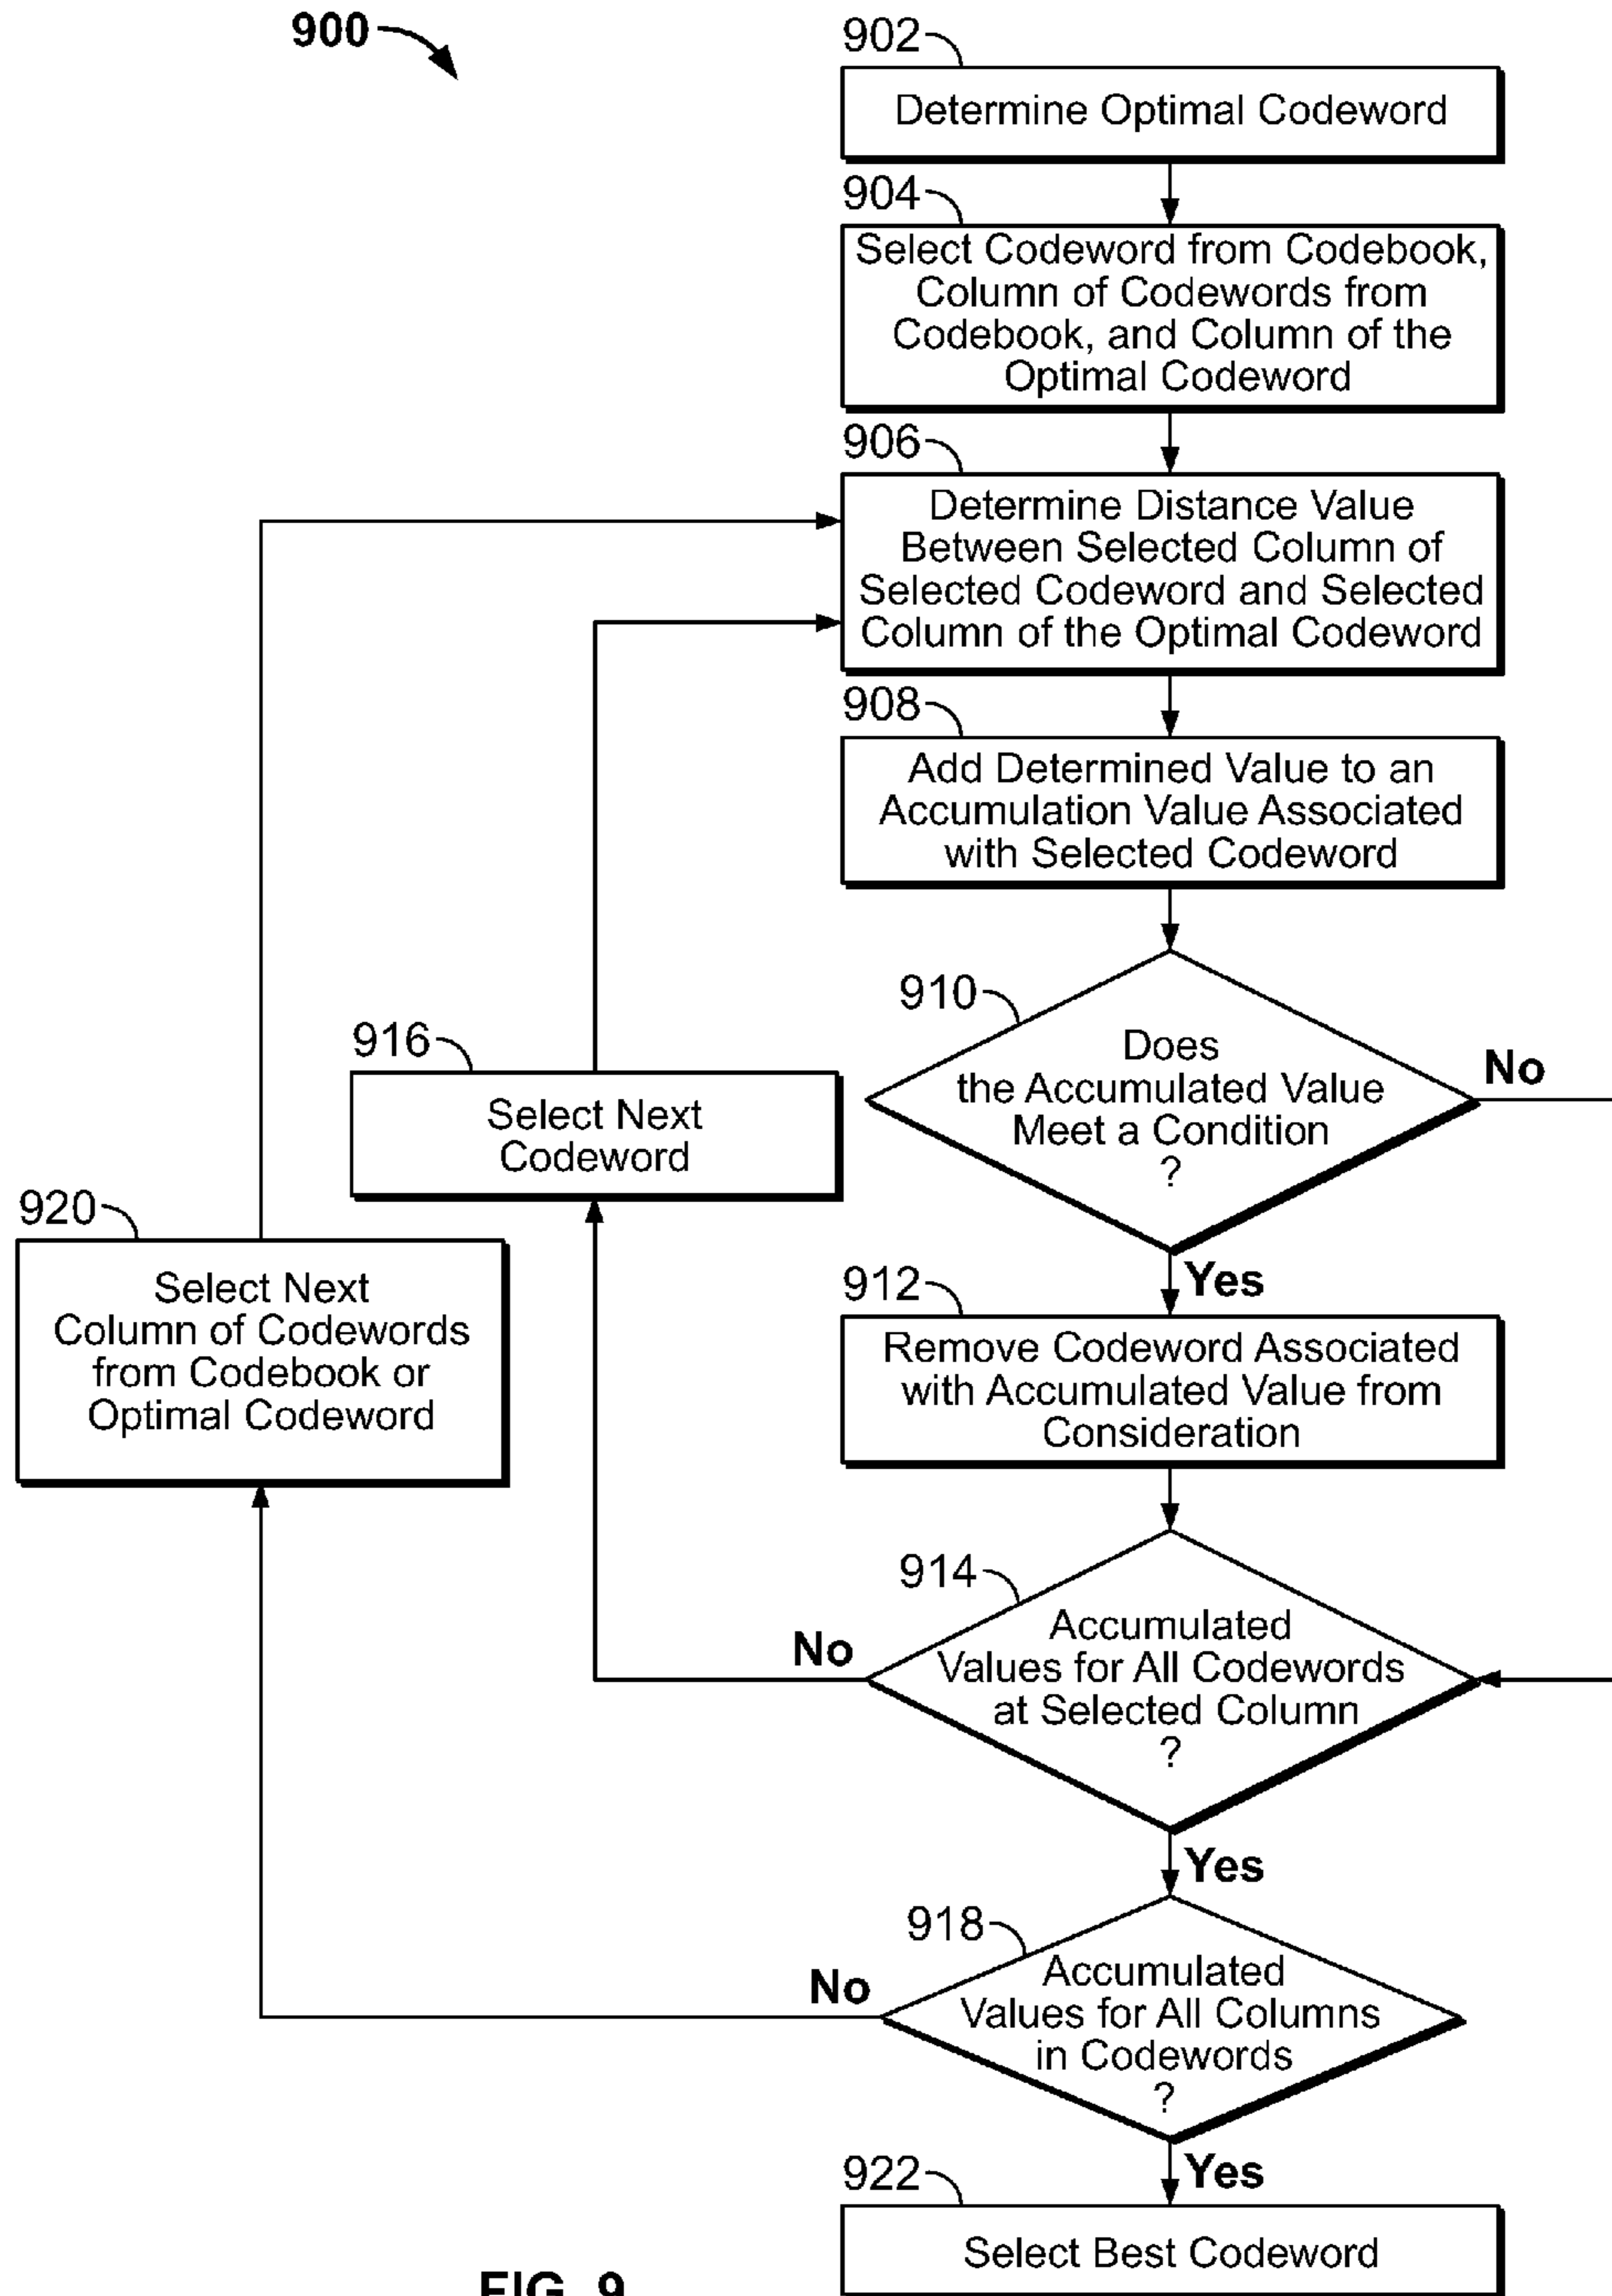 900
902
Determine Optimal Codeword
904
Select Codeword from Codebook,
Column of Codewords from
Codebook, and Column of the
Optimal Codeword
906
Determine Distance Value
Between Selected Column of
Selected Codeword and Selected
Column of the Optimal Codeword
908
Add Determined Value to an
Accumulation Value Associated
with Selected Codeword
910
Does
the Accumulated Value
Meet a Condition
?
No
Yes
916
Select Next
Codeword
920
Select Next
Column of Codewords
from Codebook or
Optimal Codeword
912
Remove Codeword Associated
with Accumulated Value from
Consideration
914
Accumulated
Values for All Codewords
at Selected Column
?
No
Yes
918
Accumulated
Values for All Columns
in Codewords
?
No
Yes
922
Select Best Codeword
FIG. 9